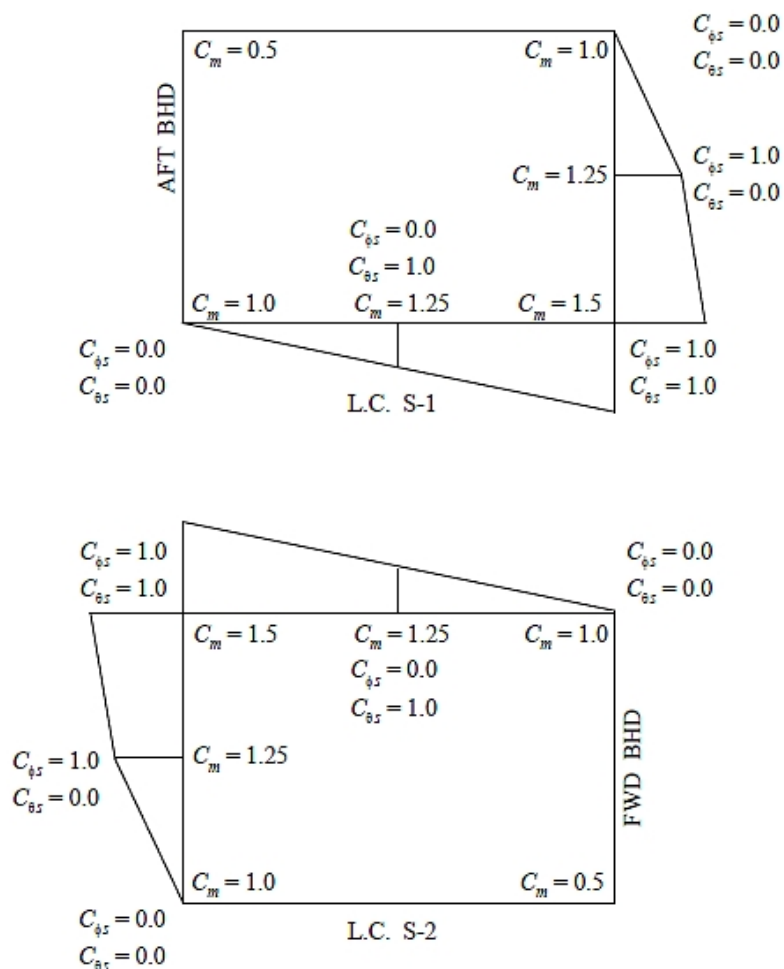 C_m = 0.5
C_m = 1.0
C_φs = 0.0
C_θs = 0.0
AFT BHD
C_m = 1.25
C_φs = 1.0
C_θs = 0.0
C_φs = 0.0
C_θs = 1.0
C_m = 1.0
C_m = 1.25
C_m = 1.5
C_φs = 0.0
C_θs = 0.0
C_φs = 1.0
C_θs = 1.0
L.C. S-1
C_φs = 1.0
C_θs = 1.0
C_φs = 0.0
C_θs = 0.0
C_m = 1.5
C_m = 1.25
C_m = 1.0
C_φs = 0.0
C_θs = 1.0
C_φs = 1.0
C_θs = 0.0
C_m = 1.25
FWD BHD
C_m = 1.0
C_m = 0.5
C_φs = 0.0
C_θs = 0.0
L.C. S-2